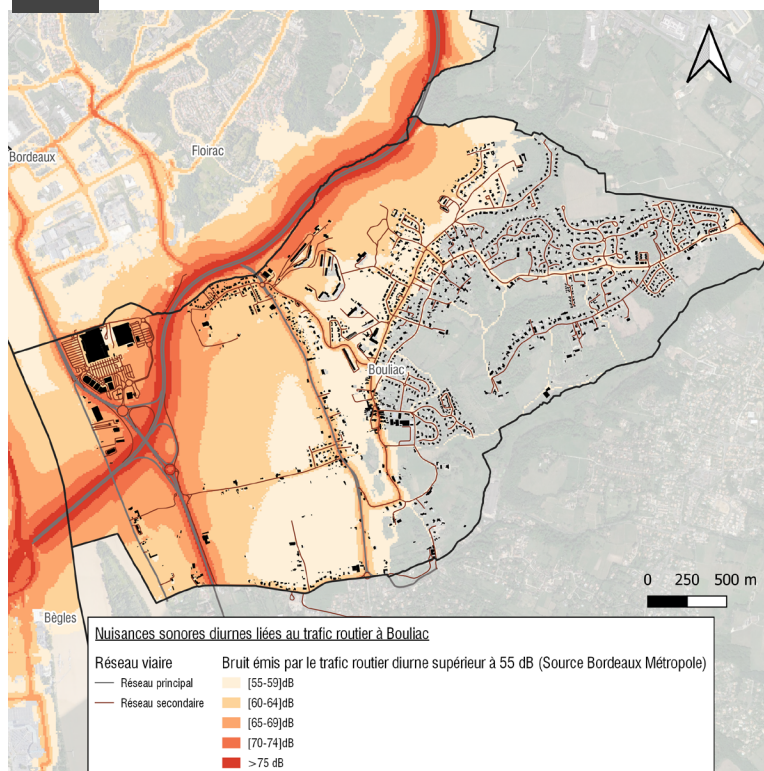 Bordeaux
Floirac
Bouliac
Bègles
0 250 500 m
Nuisances sonores diurnes liées au trafic routier à Bouliac
Réseau viaire
Réseau principal
Réseau secondaire
Bruit émis par le trafic routier diurne supérieur à 55 dB (Source Bordeaux Métropole)
[55-59]dB
[60-64]dB
[65-69]dB
[70-74]dB
>75 dB